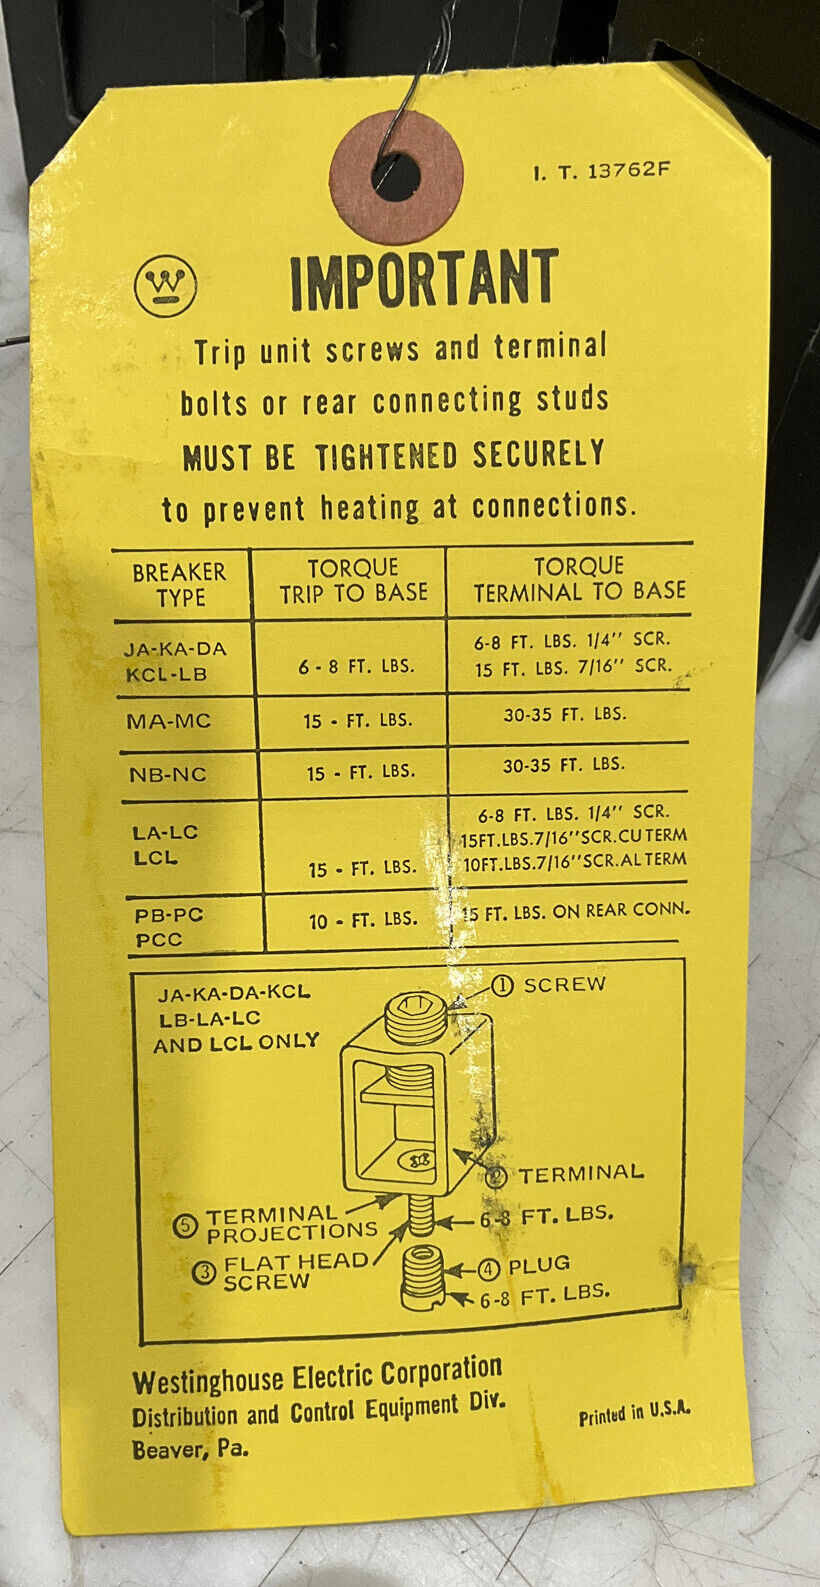 I. T. 13762F
W
IMPORTANT
Trip unit screws and terminal
bolts or rear connecting studs
MUST BE TIGHTENED SECURELY
to prevent heating at connections.
BREAKER TYPE
TORQUE TRIP TO BASE
TORQUE TERMINAL TO BASE
JA-KA-DA
KCL-LB
6 - 8 FT. LBS.
6-8 FT. LBS. 1/4" SCR.
15 FT. LBS. 7/16" SCR.
MA-MC
15 - FT. LBS.
30-35 FT. LBS.
NB-NC
15 - FT. LBS.
30-35 FT. LBS.
LA-LC
LCL
15 - FT. LBS.
6-8 FT. LBS. 1/4" SCR.
15FT.LBS.7/16"SCR.CU TERM
10FT.LBS.7/16"SCR.AL TERM
PB-PC
PCC
10 - FT. LBS.
15 FT. LBS. ON REAR CONN.
JA-KA-DA-KCL
LB-LA-LC
AND LCL ONLY
1 SCREW
2 TERMINAL
5 TERMINAL
PROJECTIONS
6-8 FT. LBS.
3 FLAT HEAD
SCREW
4 PLUG
6-8 FT. LBS.
Westinghouse Electric Corporation
Distribution and Control Equipment Div.
Beaver, Pa.
Printed in U.S.A.